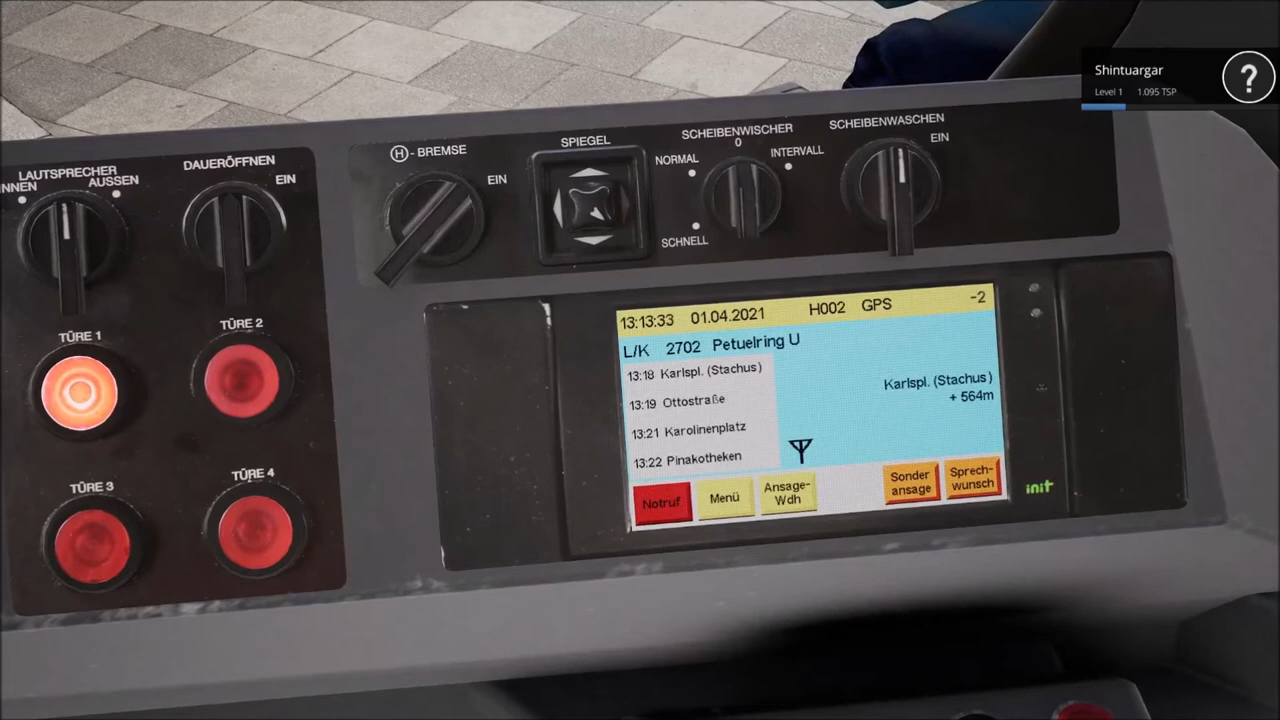 Shintuargar
Level 1 1.095 TSP
?
LAUTSPRECHER
INNEN AUSSEN
DAUERÖFFNEN
EIN
H - BREMSE
EIN
SPIEGEL
SCHEIBENWISCHER
0
NORMAL
INTERVALL
SCHNELL
SCHEIBENWASCHEN
EIN
TÜRE 1
TÜRE 2
TÜRE 3
TÜRE 4
13:13:33 01.04.2021 H002 GPS -2
L/K 2702 Petuelring U
13:18 Karlspl. (Stachus)
13:19 Ottostraße
13:21 Karolinenplatz
13:22 Pinakotheken
Karlspl. (Stachus)
+ 564m
Notruf
Menü
Ansage-
Wdh
Sonder
ansage
Sprech-
wunsch
init